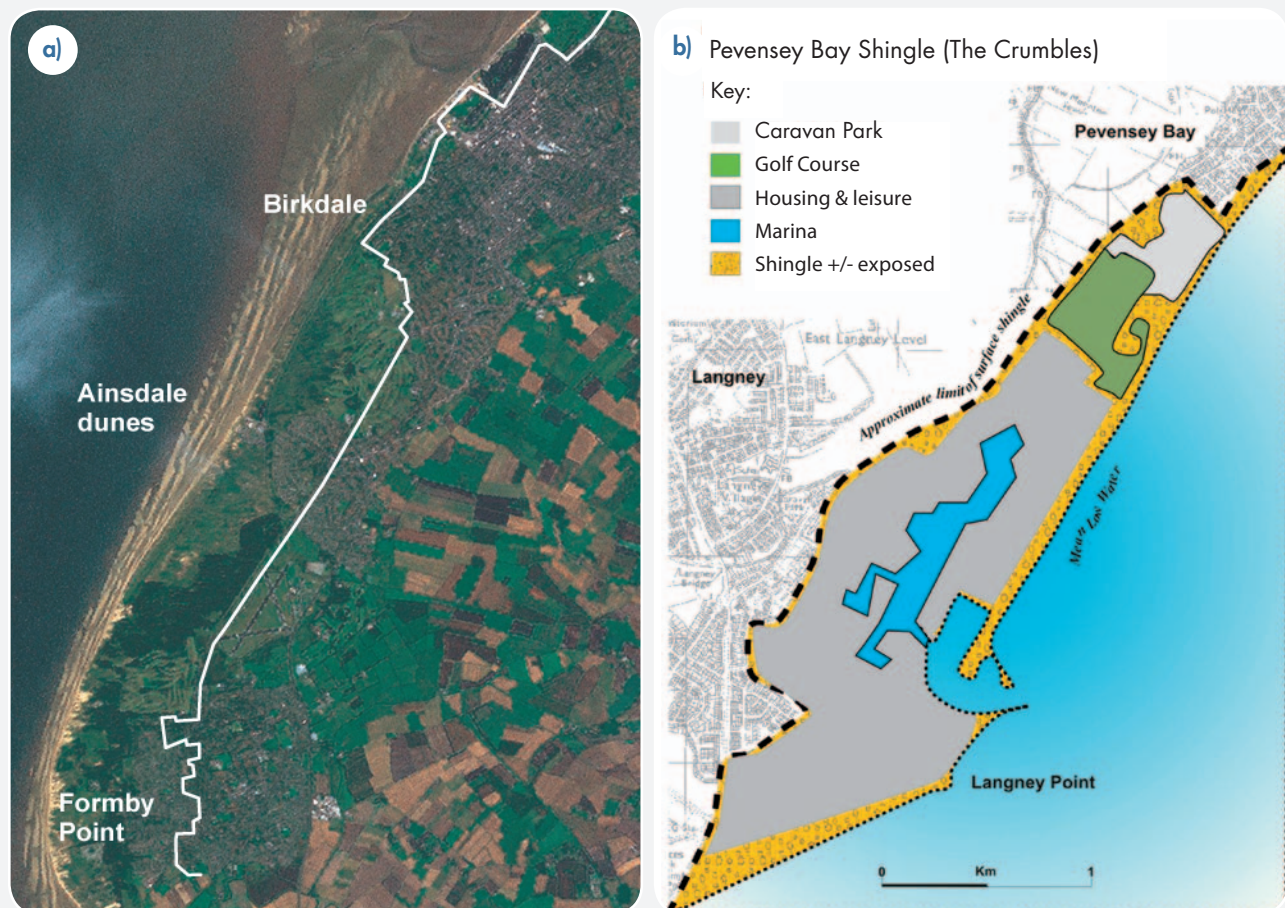 a)
Birkdale
Ainsdale
dunes
Formby
Point
b) Pevensey Bay Shingle (The Crumbles)
Key:
Caravan Park
Golf Course
Housing & leisure
Marina
Shingle +/- exposed
Pevensey Bay
East Langney Level
Langney
Approximate limit of surface shingle
Mean Low Water
Langney Point
0 Km 1